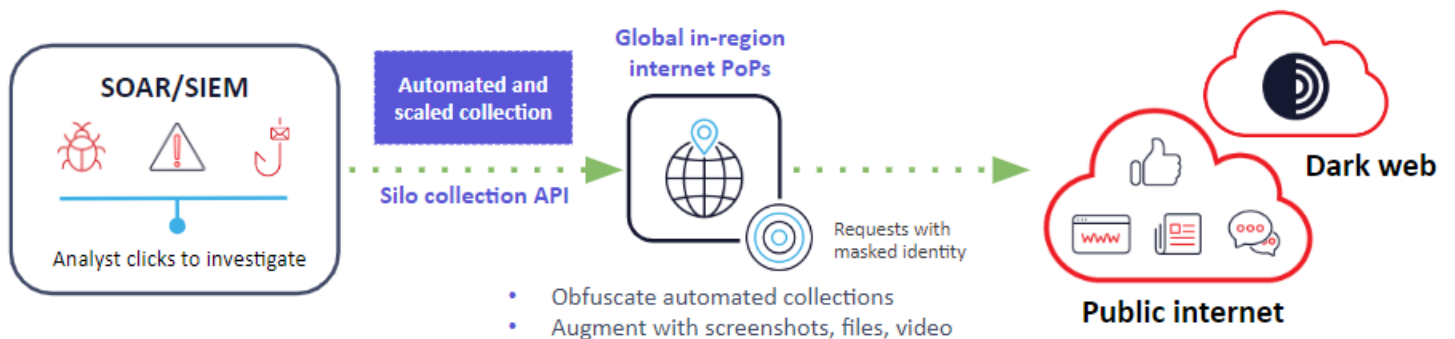 SOAR/SIEM
Analyst clicks to investigate
Automated and
scaled collection
Silo collection API
Global in-region
internet PoPs
Requests with
masked identity
• Obfuscate automated collections
• Augment with screenshots, files, video
Dark web
www
Public internet